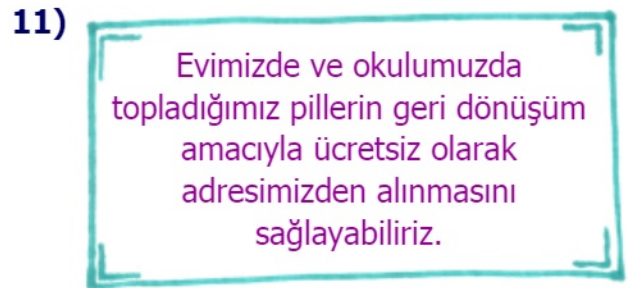 11)
Evimizde ve okulumuzda
topladığımız pillerin geri dönüşüm
amacıyla ücretsiz olarak
adresimizden alınmasını
sağlayabiliriz.